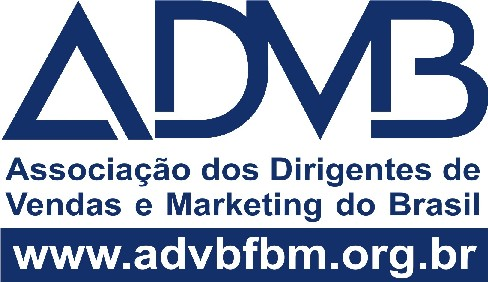 ADVB
Associação dos Dirigentes de
Vendas e Marketing do Brasil
www.advbfbm.org.br